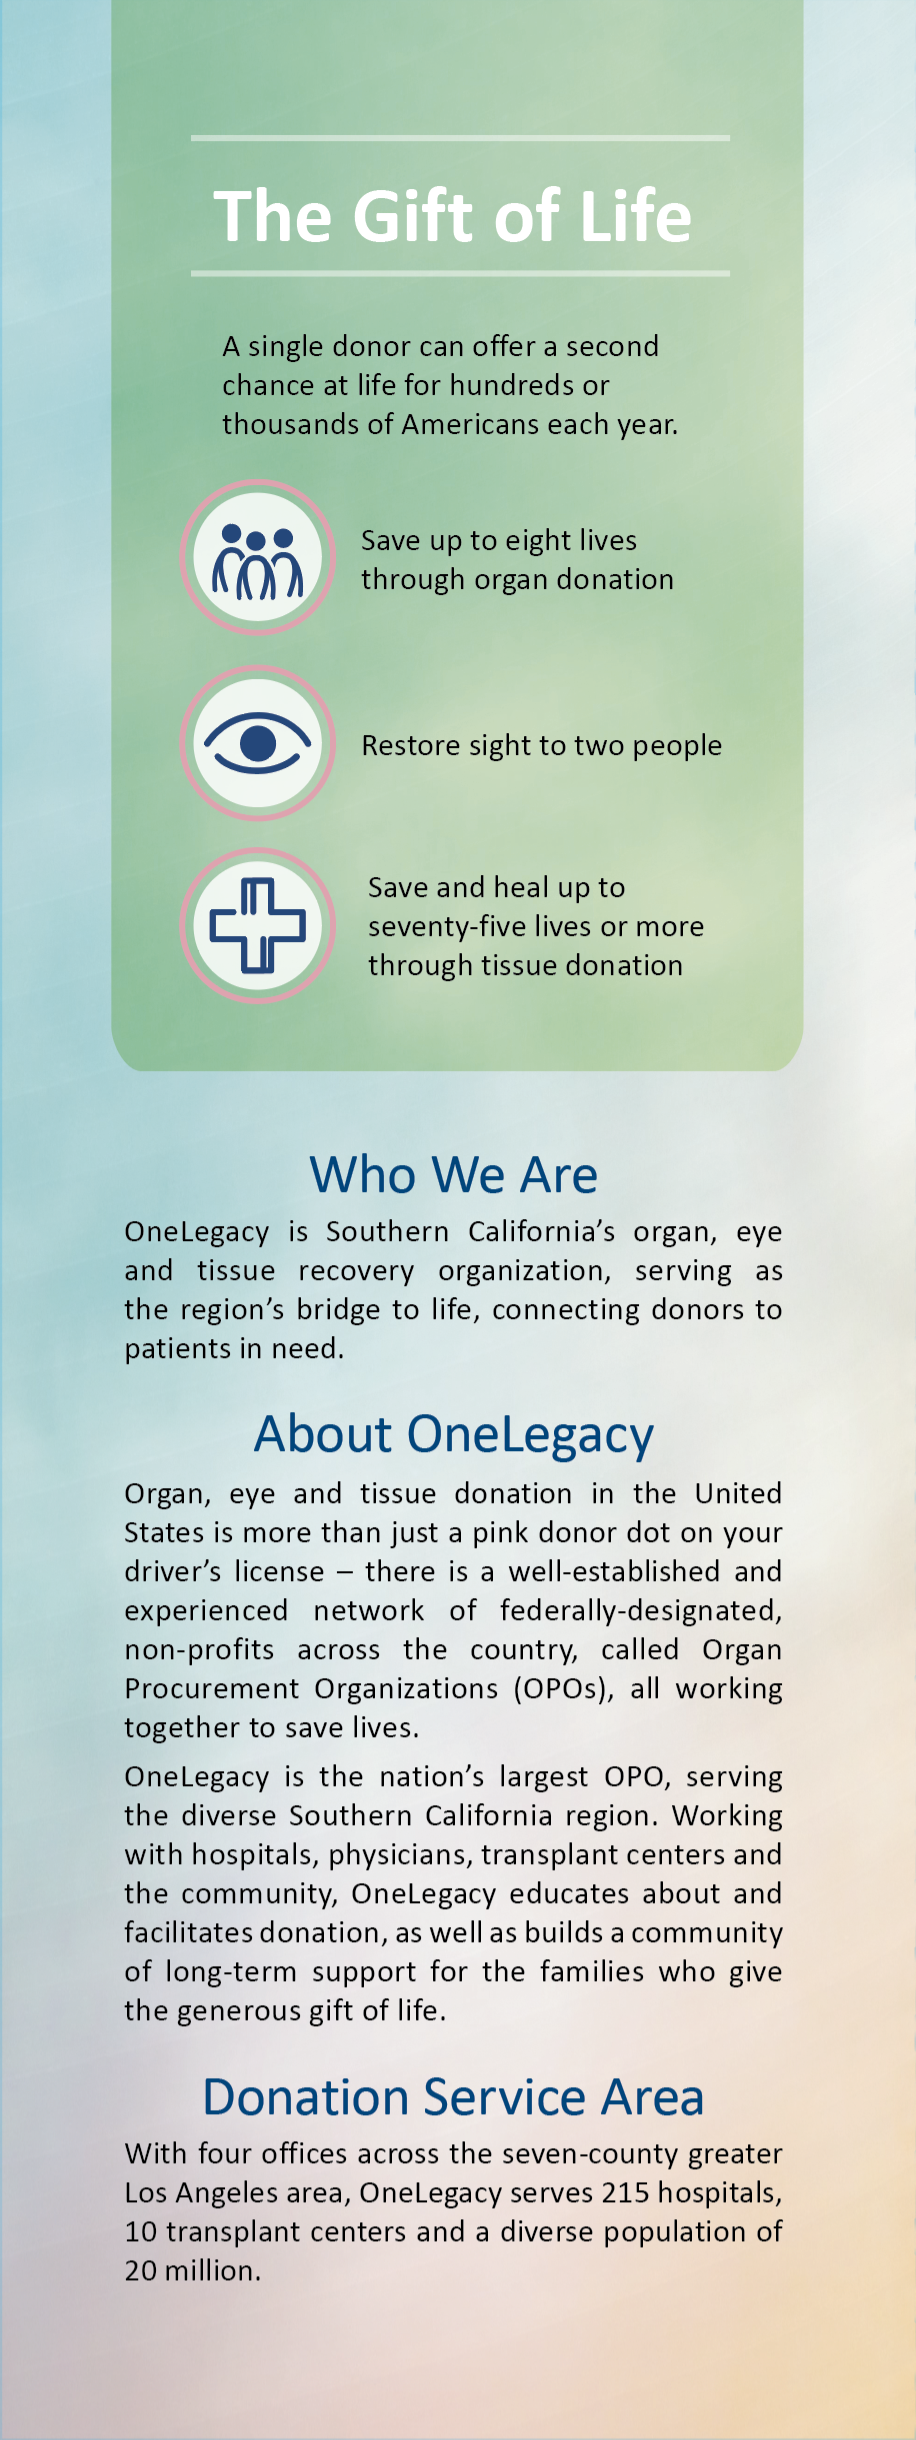 The Gift of Life
A single donor can offer a second
chance at life for hundreds or
thousands of Americans each year.
Save up to eight lives
through organ donation
Restore sight to two people
Save and heal up to
seventy-five lives or more
through tissue donation
Who We Are
OneLegacy is Southern California’s organ, eye
and tissue recovery organization, serving as
the region’s bridge to life, connecting donors to
patients in need.
About OneLegacy
Organ, eye and tissue donation in the United
States is more than just a pink donor dot on your
driver’s license – there is a well-established and
experienced network of federally-designated,
non-profits across the country, called Organ
Procurement Organizations (OPOs), all working
together to save lives.
OneLegacy is the nation’s largest OPO, serving
the diverse Southern California region. Working
with hospitals, physicians, transplant centers and
the community, OneLegacy educates about and
facilitates donation, as well as builds a community
of long-term support for the families who give
the generous gift of life.
Donation Service Area
With four offices across the seven-county greater
Los Angeles area, OneLegacy serves 215 hospitals,
10 transplant centers and a diverse population of
20 million.